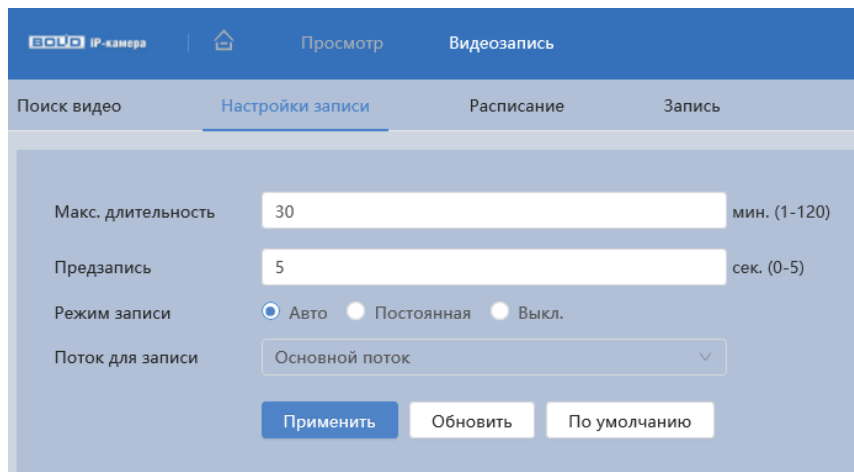 BOLID IP-камера Просмотр Видеозапись
Поиск видео Настройки записи Расписание Запись
Макс. длительность 30 мин. (1-120)
Предзапись 5 сек. (0-5)
Режим записи Авто Постоянная Выкл.
Поток для записи Основной поток
Применить Обновить По умолчанию